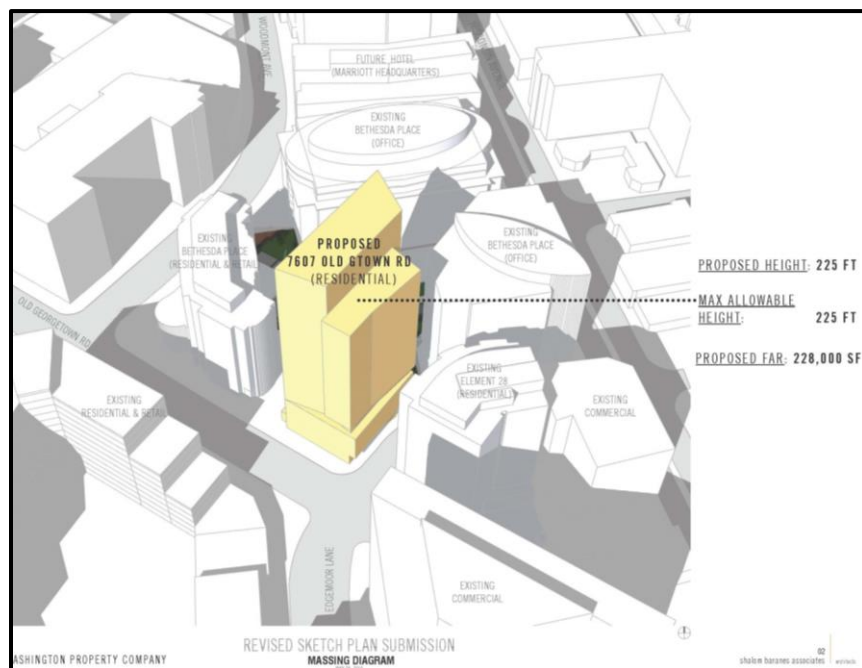 WOODMONT AVE
FUTURE HOTEL
(MARRIOTT HEADQUARTERS)
EXISTING
BETHESDA PLACE
(OFFICE)
EXISTING
BETHESDA PLACE
(RESIDENTIAL & RETAIL)
PROPOSED
7607 OLD GTOWN RD
(RESIDENTIAL)
EXISTING
BETHESDA PLACE
(OFFICE)
PROPOSED HEIGHT: 225 FT
MAX ALLOWABLE
HEIGHT: 225 FT
PROPOSED FAR: 228,000 SF
OLD GEORGETOWN RD
EXISTING
RESIDENTIAL & RETAIL
EXISTING
ELEMENT 28
(RESIDENTIAL)
EXISTING
COMMERCIAL
EDGEMOOR LANE
EXISTING
COMMERCIAL
REVISED SKETCH PLAN SUBMISSION
MASSING DIAGRAM
ASHINGTON PROPERTY COMPANY
02
shalom baranes associates